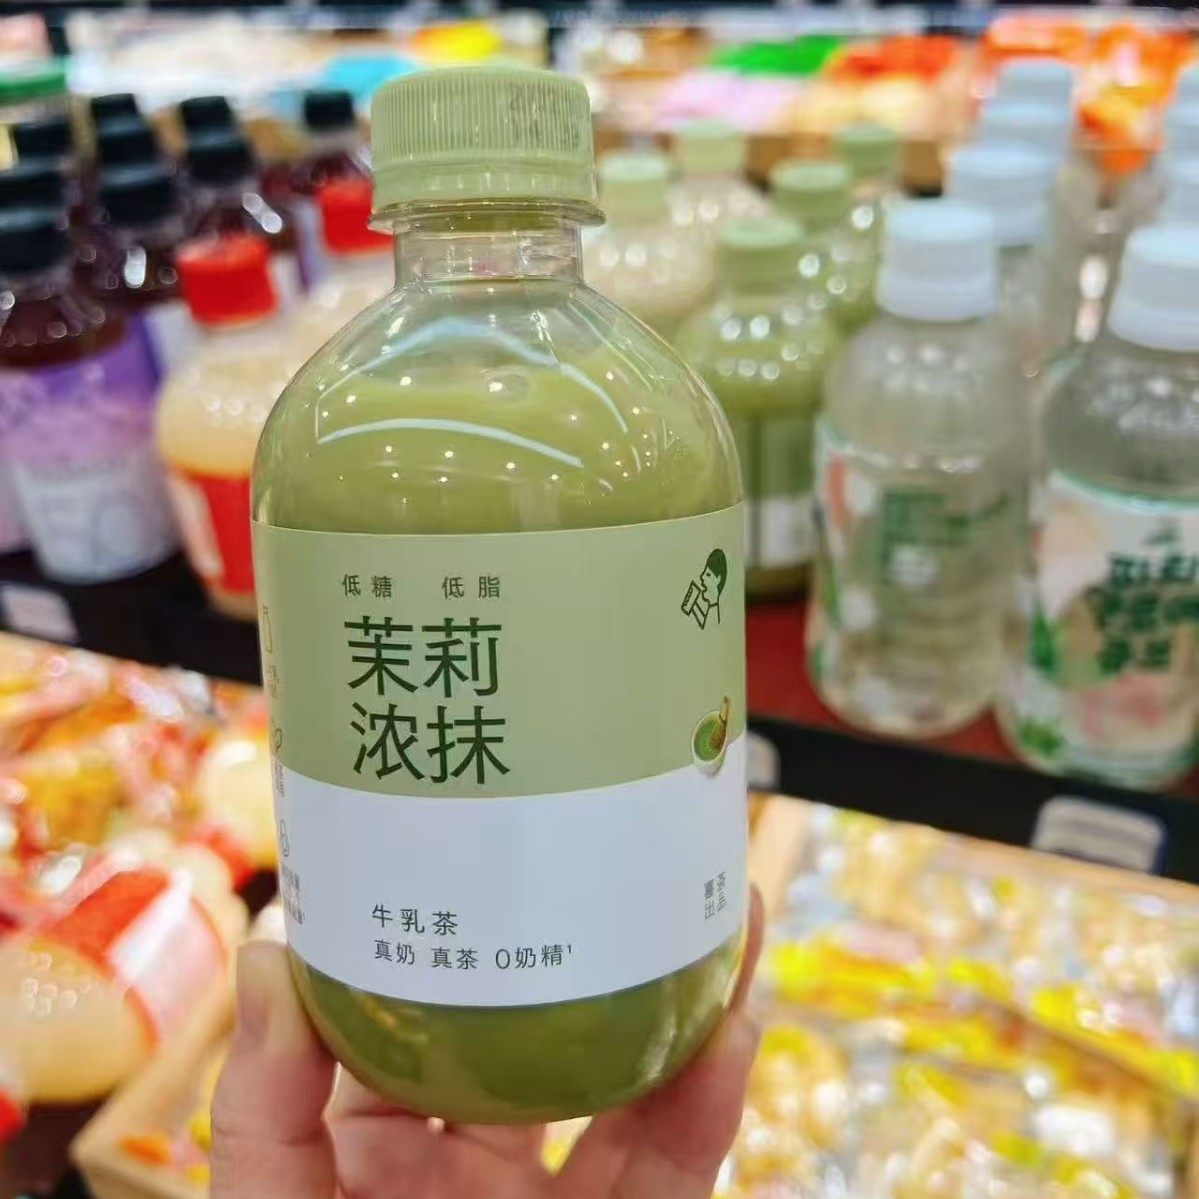 低糖 低脂
茉莉
浓抹
牛乳茶
真奶 真茶 0奶精¹
喜茶
出品